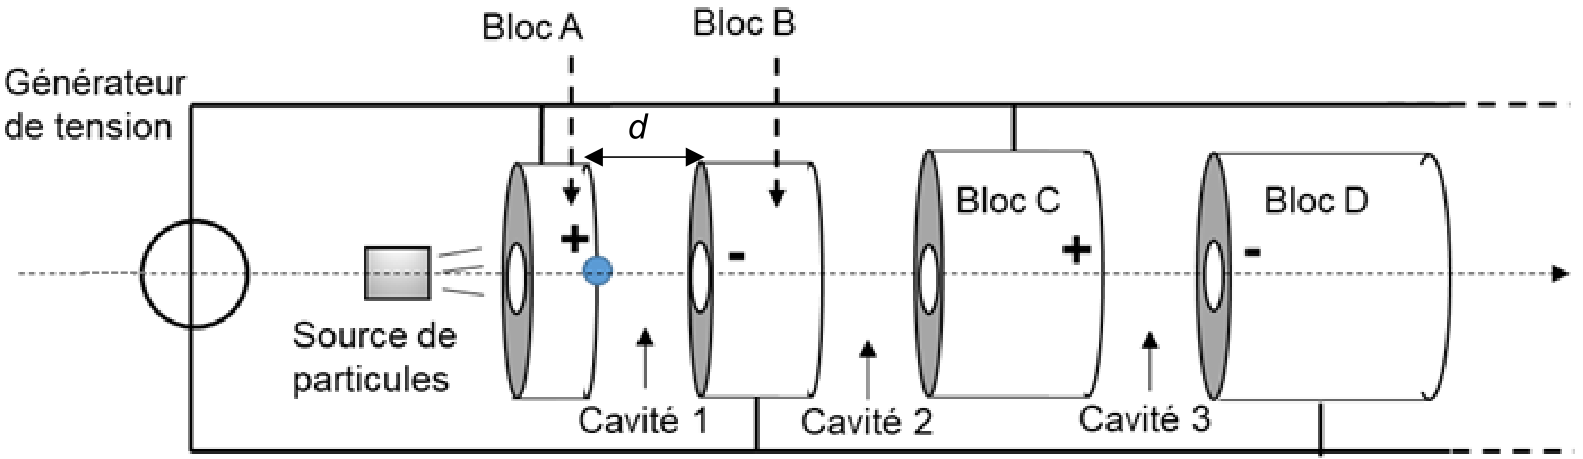 Bloc A
Bloc B
Générateur
de tension
d
Bloc C
Bloc D
+
-
+
-
Source de
particules
Cavité 1
Cavité 2
Cavité 3